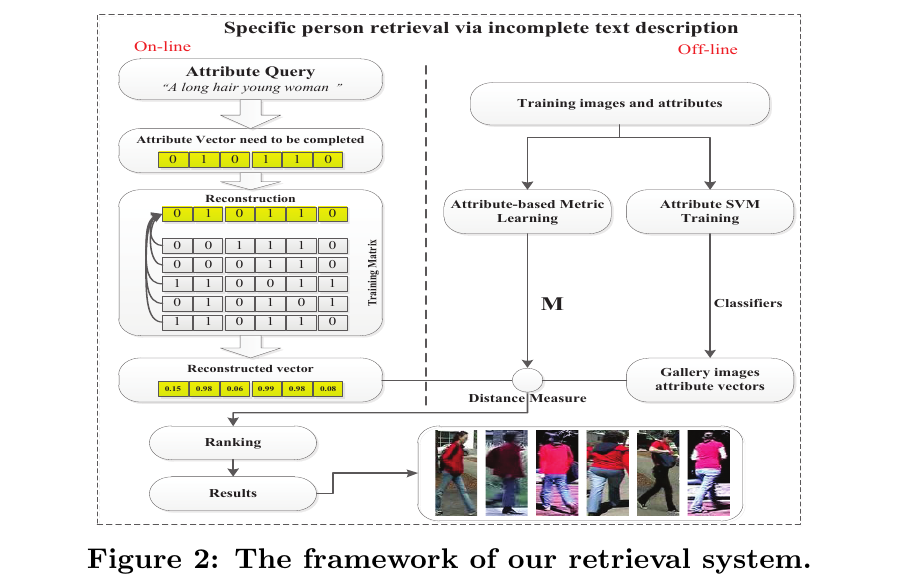 Specific person retrieval via incomplete text description
On-line
Off-line
Attribute Query
“A long hair young woman ”
Attribute Vector need to be completed
0 1 0 1 1 0
Reconstruction
0 1 0 1 1 0
0 0 1 1 1 0
0 0 0 1 1 0
1 1 0 0 1 1
0 1 0 1 0 1
1 1 0 1 1 0
Training Matrix
Reconstructed vector
0.15 0.98 0.06 0.99 0.98 0.08
Ranking
Results
Training images and attributes
Attribute-based Metric
Learning
Attribute SVM
Training
M
Classifiers
Distance Measure
Gallery images
attribute vectors
Figure 2: The framework of our retrieval system.